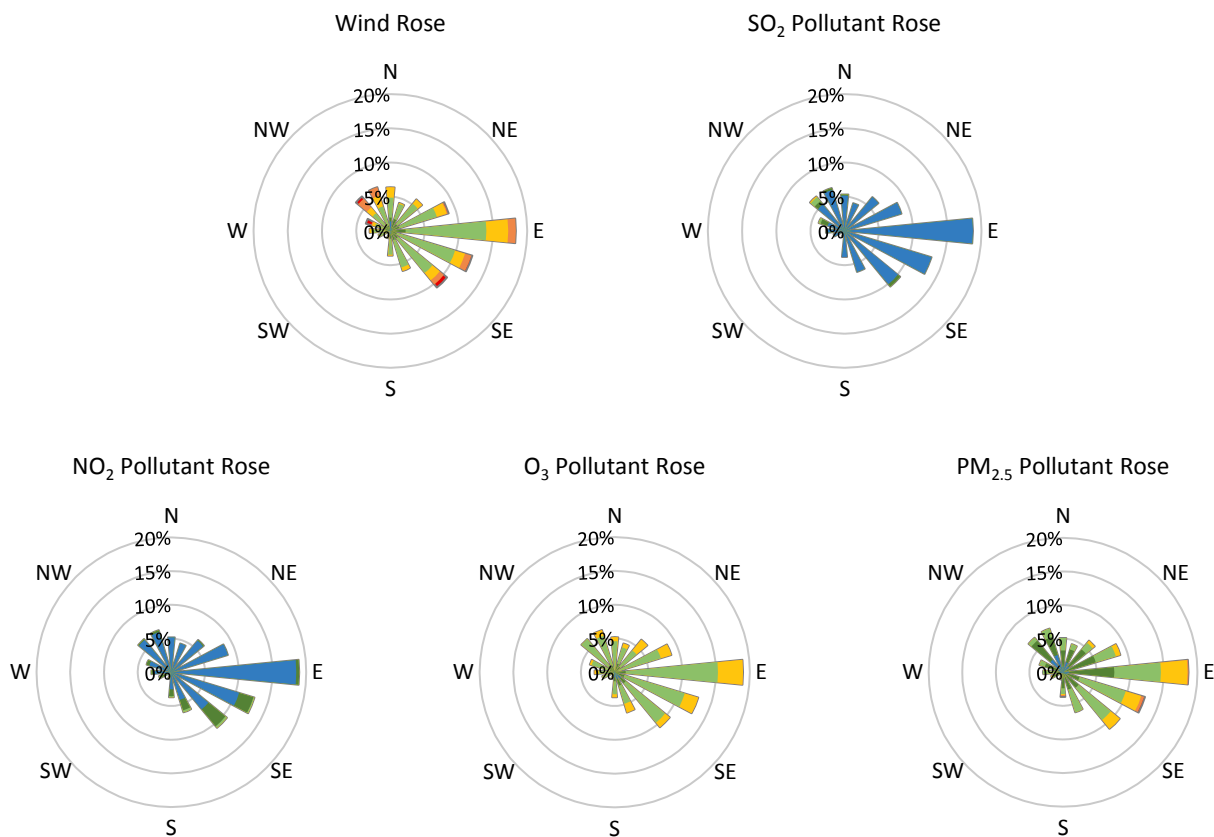 Wind Rose
N
20%
NW
NE
15%
10%
5%
W
0%
E
SW
SE
S
SO₂ Pollutant Rose
N
20%
NW
NE
15%
10%
5%
W
0%
E
SW
SE
S
NO₂ Pollutant Rose
N
20%
NW
NE
15%
10%
5%
W
0%
E
SW
SE
S
O₃ Pollutant Rose
N
20%
NW
NE
15%
10%
5%
W
0%
E
SW
SE
S
PM₂.₅ Pollutant Rose
N
20%
NW
NE
15%
10%
5%
W
0%
E
SW
SE
S